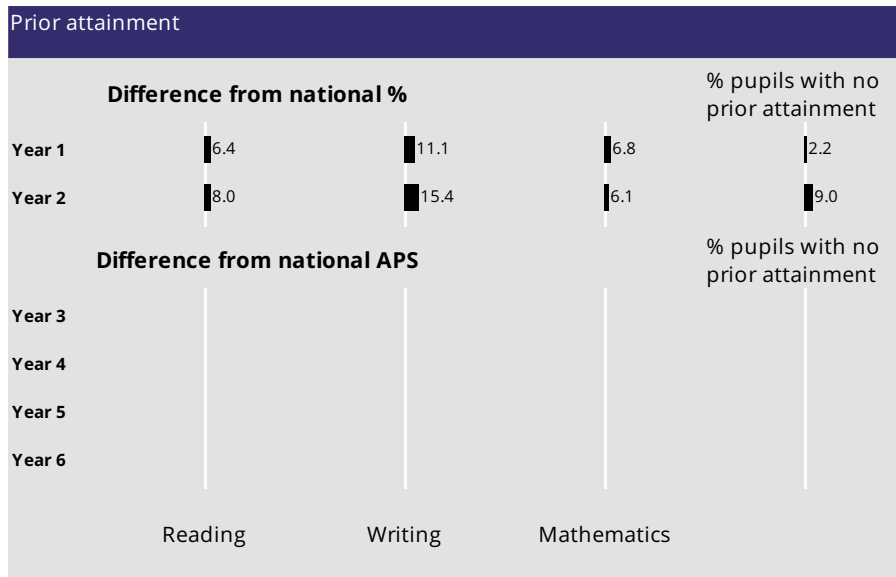 Prior attainment
Difference from national %
% pupils with no
prior attainment
Year 1 6.4 11.1 6.8 2.2
Year 2 8.0 15.4 6.1 9.0
Difference from national APS
% pupils with no
prior attainment
Year 3
Year 4
Year 5
Year 6
Reading Writing Mathematics